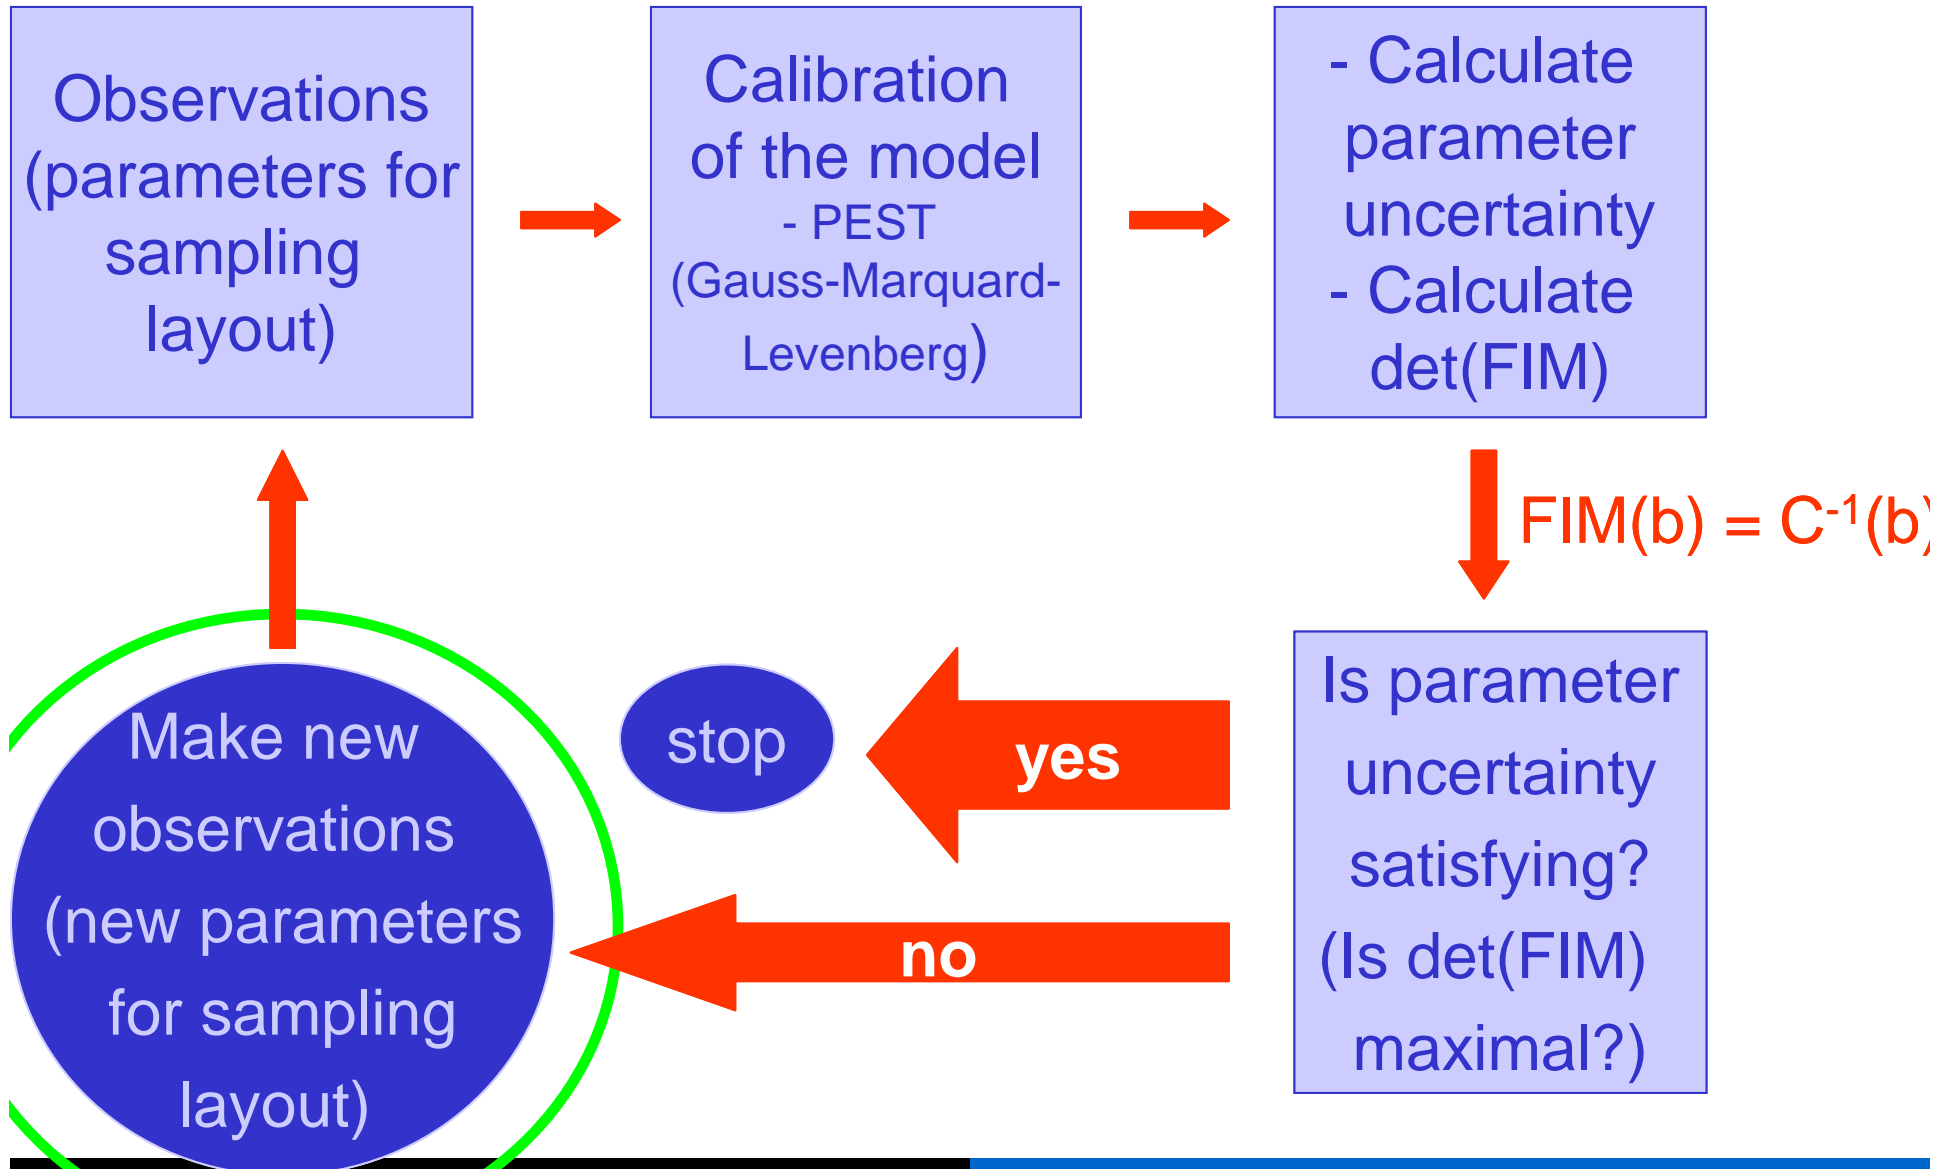 Observations
(parameters for
sampling
layout)
Calibration
of the model
- PEST
(Gauss-Marquard-
Levenberg)
- Calculate
parameter
uncertainty
- Calculate
det(FIM)
FIM(b) = C⁻¹(b)
Is parameter
uncertainty
satisfying?
(Is det(FIM)
maximal?)
yes
stop
no
Make new
observations
(new parameters
for sampling
layout)